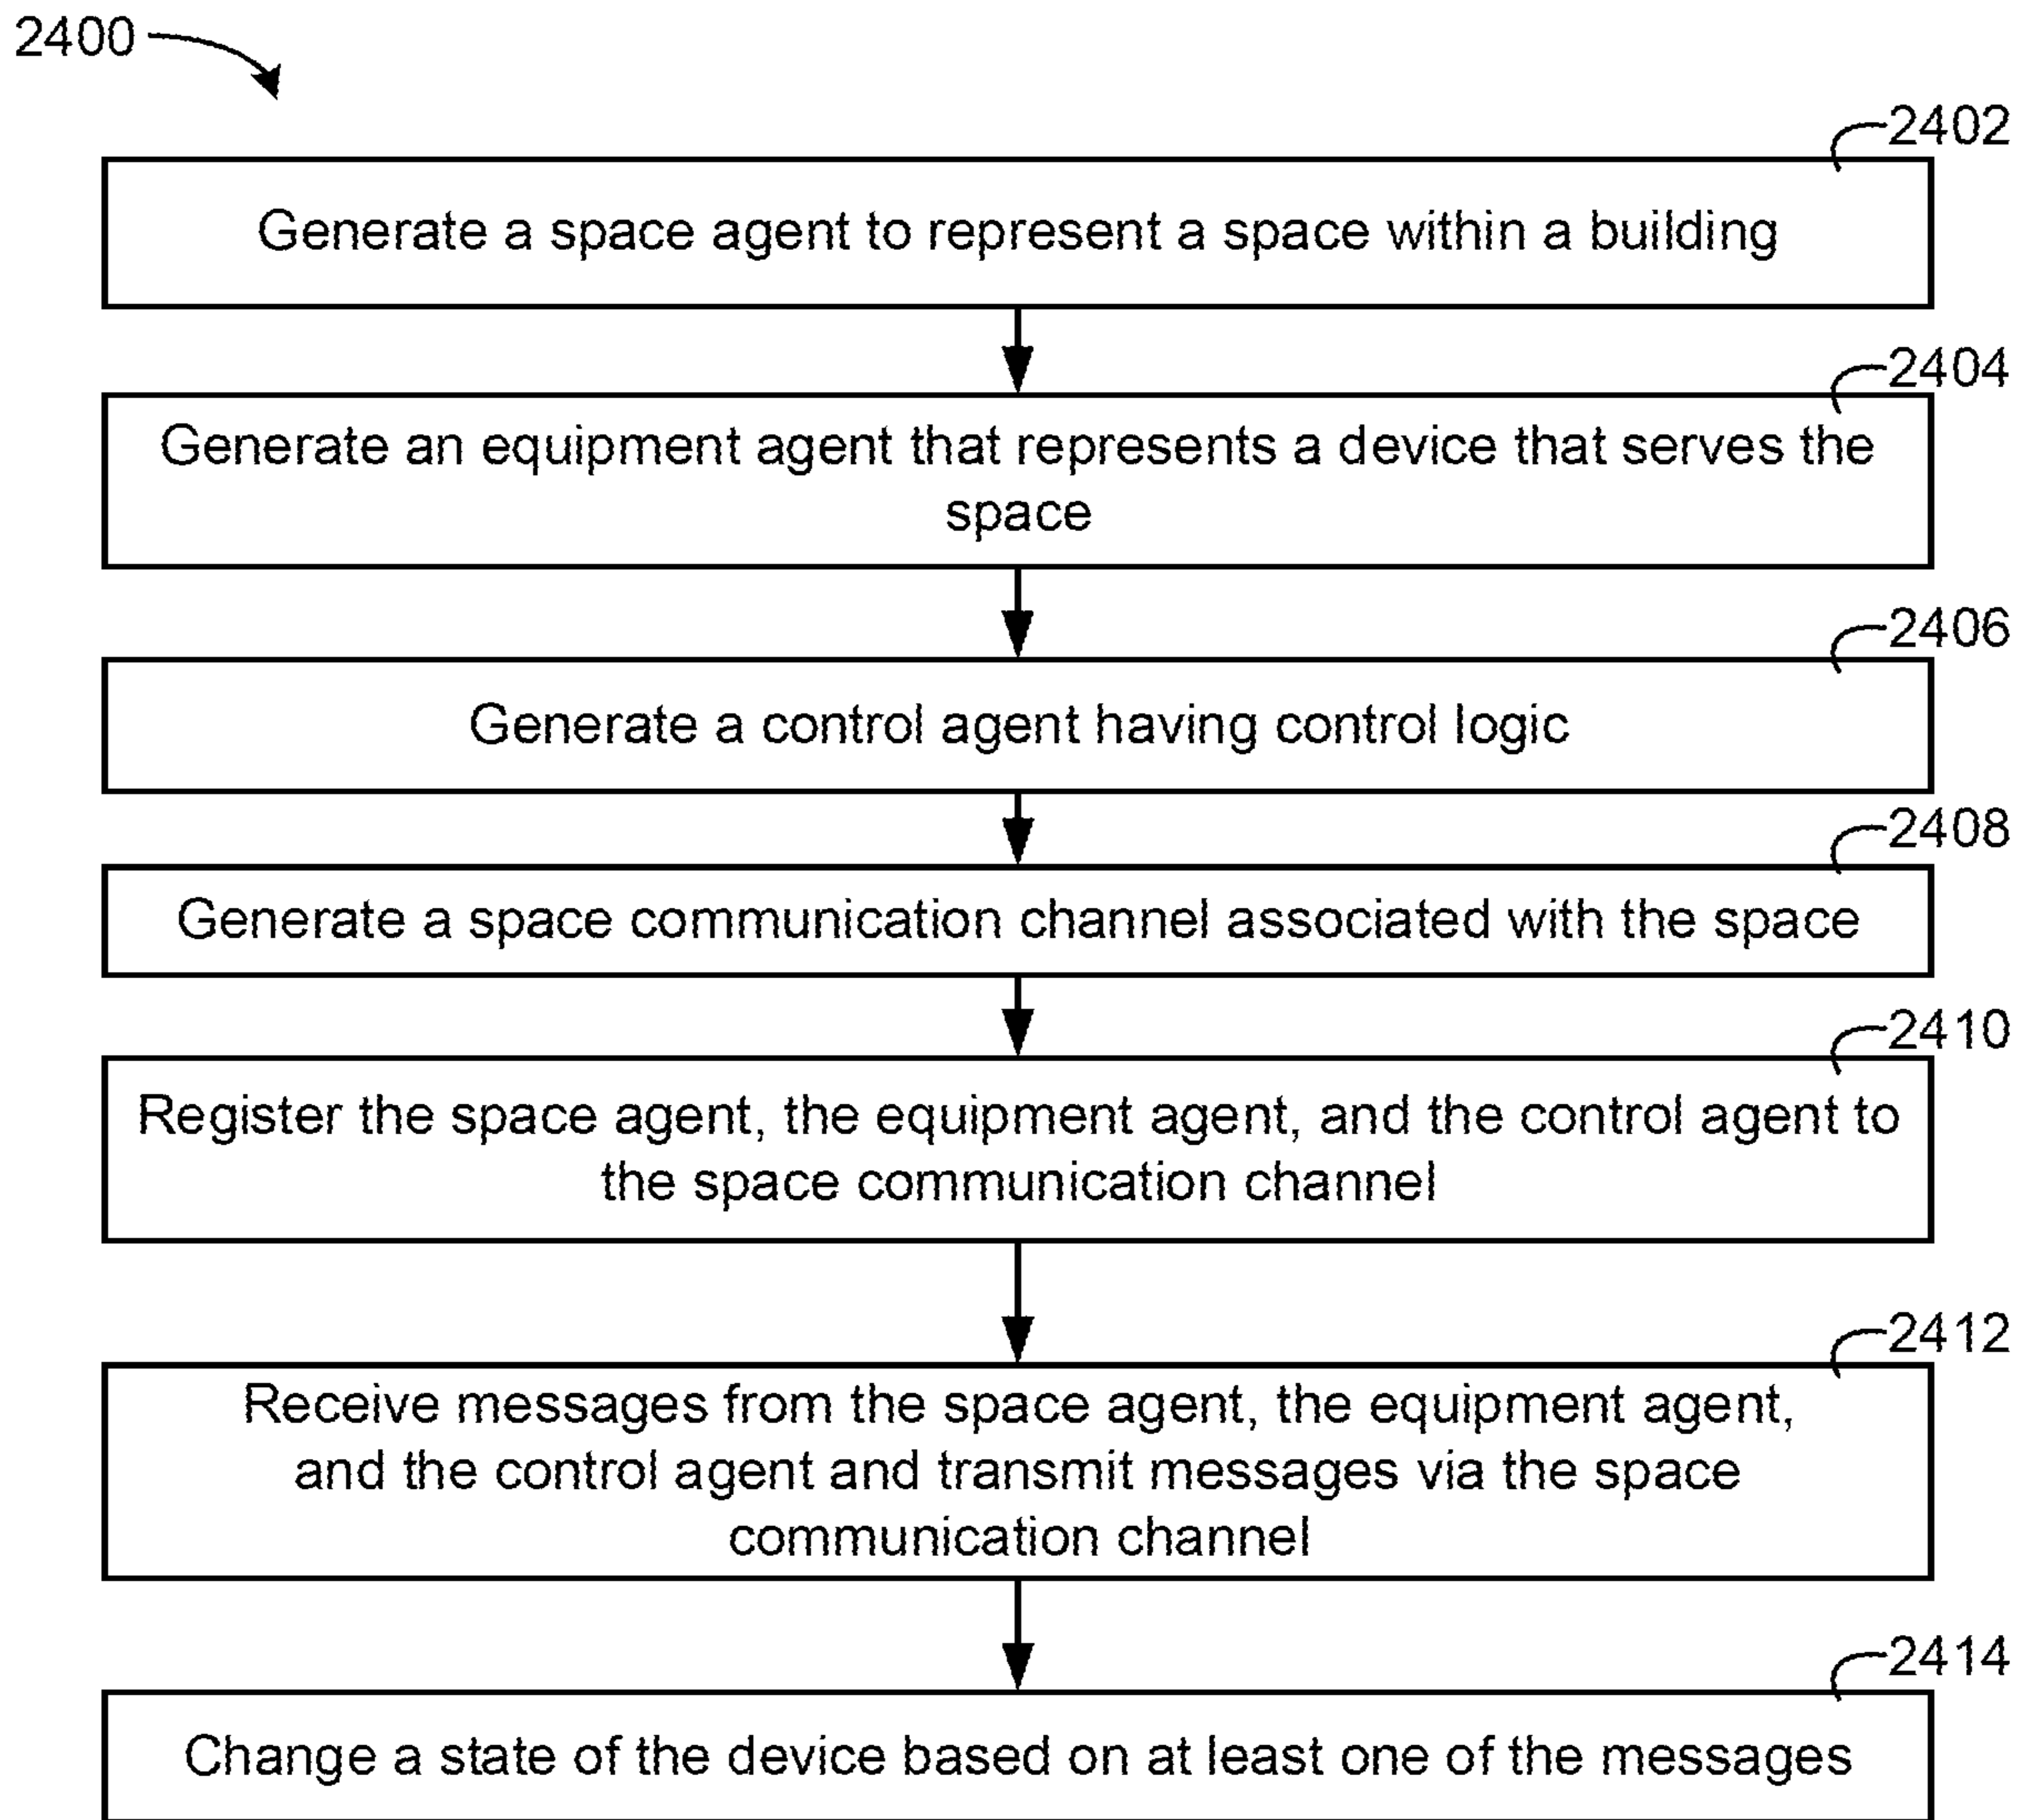 2400
2402
Generate a space agent to represent a space within a building
2404
Generate an equipment agent that represents a device that serves the
space
2406
Generate a control agent having control logic
2408
Generate a space communication channel associated with the space
2410
Register the space agent, the equipment agent, and the control agent to
the space communication channel
2412
Receive messages from the space agent, the equipment agent,
and the control agent and transmit messages via the space
communication channel
2414
Change a state of the device based on at least one of the messages